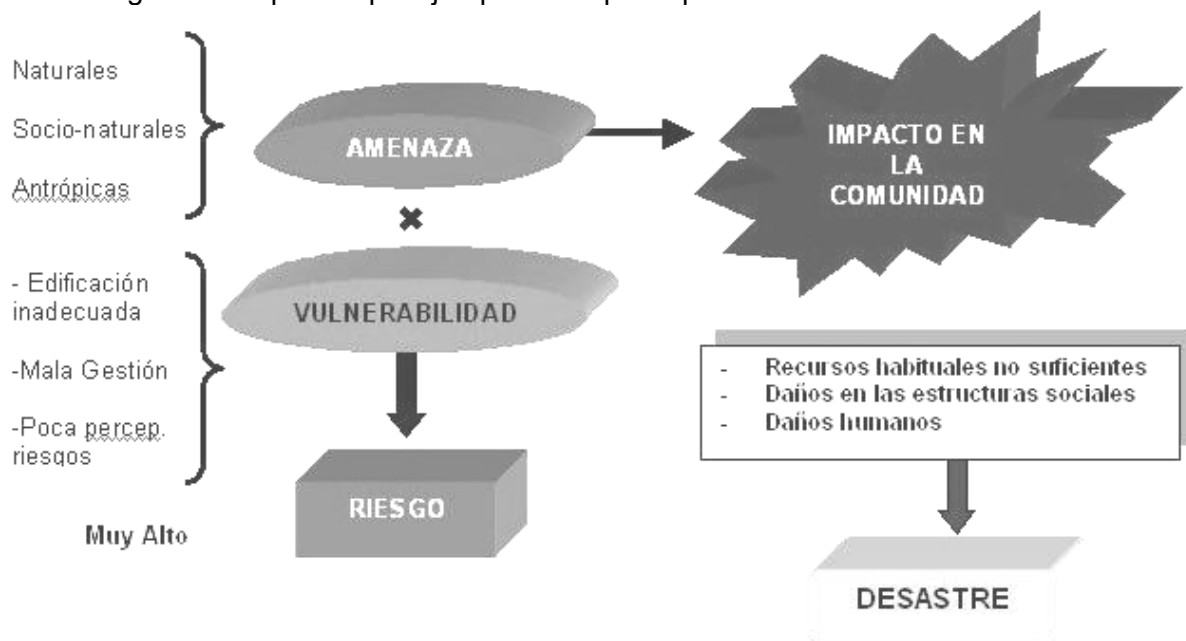 Naturales
Socio-naturales
Antrópicas
AMENAZA
IMPACTO EN
LA
COMUNIDAD
- Edificación
inadecuada
-Mala Gestión
-Poca percep.
riesgos
VULNERABILIDAD
- Recursos habituales no suficientes
- Daños en las estructuras sociales
- Daños humanos
RIESGO
Muy Alto
DESASTRE